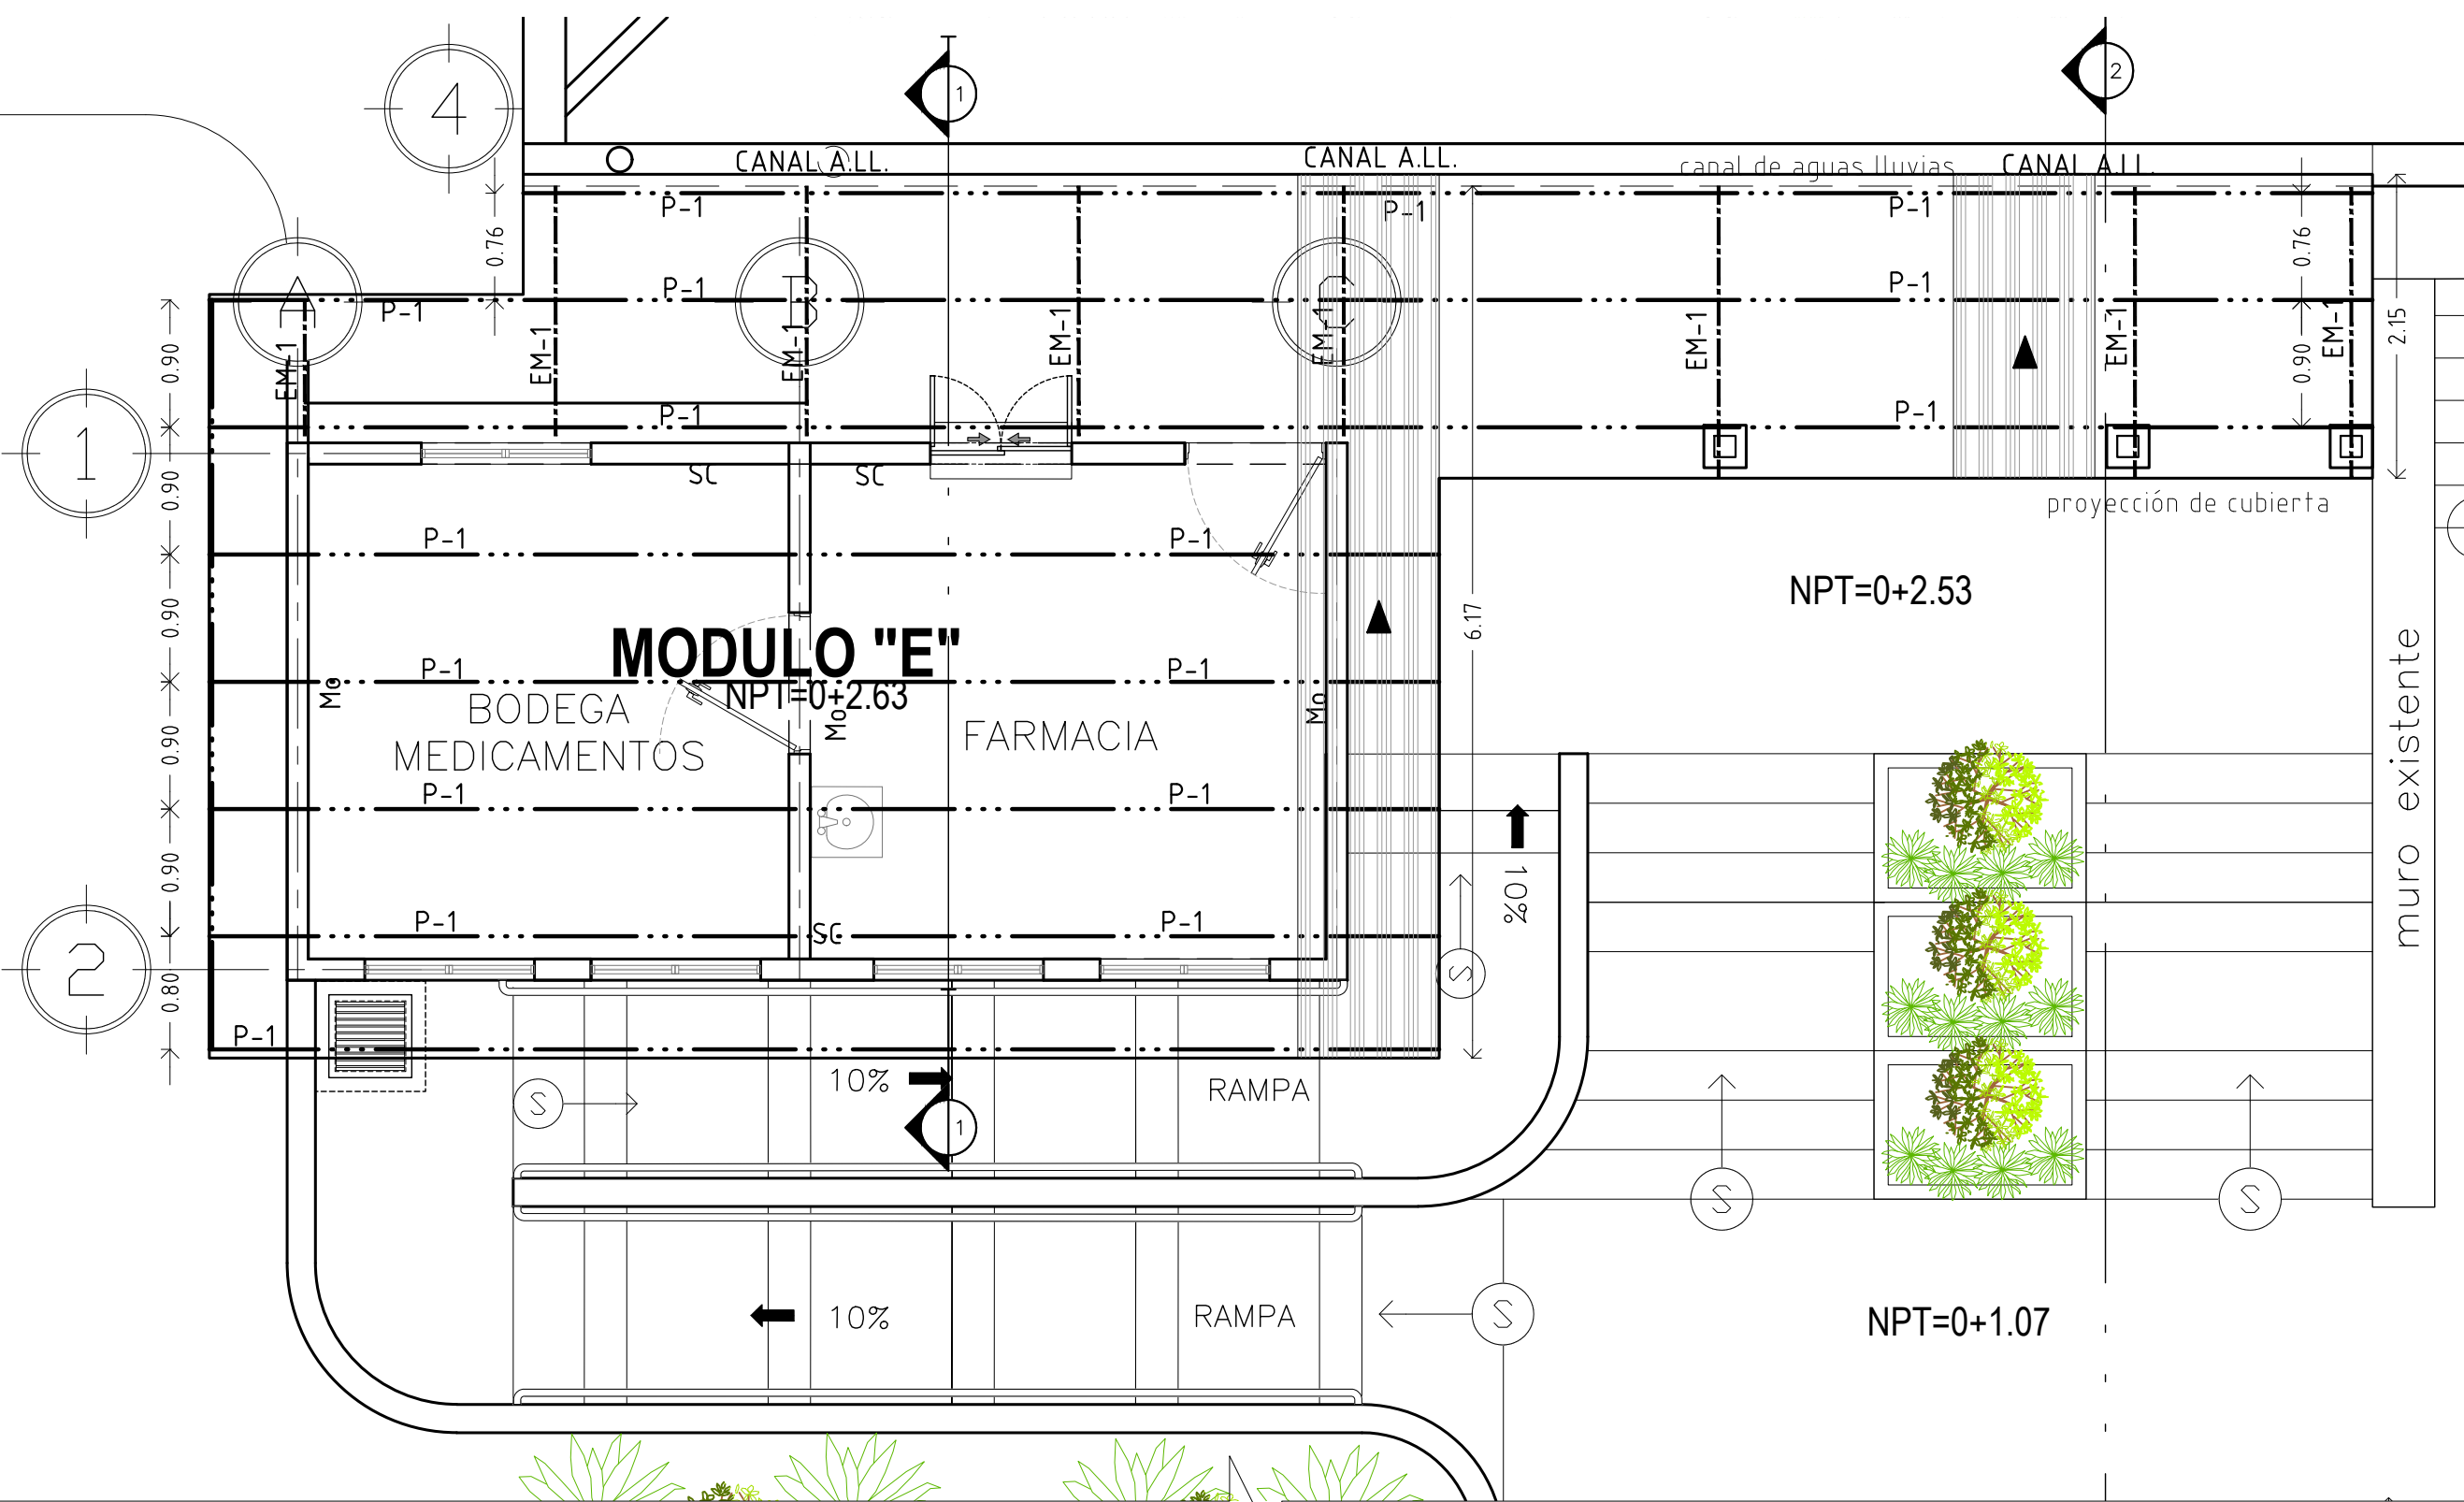 4
1
2
CANAL A.LL.
CANAL A.LL.
canal de aguas lluvias
CANAL A.LL.
P-1
P-1
P-1
0.76
0.76
A
B
C
P-1
P-1
P-1
EM-1
EM-1
EM-1
EM-1
EM-1
EM-1
EM-1
EM-1
2.15
0.90
0.90
P-1
P-1
1
SC
SC
proyección de cubierta
0.90
P-1
P-1
NPT=0+2.53
0.90
6.17
MODULO "E"
NPT=0+2.63
P-1
P-1
Mo
Mo
Mo
BODEGA
MEDICAMENTOS
FARMACIA
muro existente
0.90
P-1
P-1
0.90
10%
P-1
SC
P-1
2
S
0.80
P-1
10%
RAMPA
S
1
S
S
10%
RAMPA
S
NPT=0+1.07